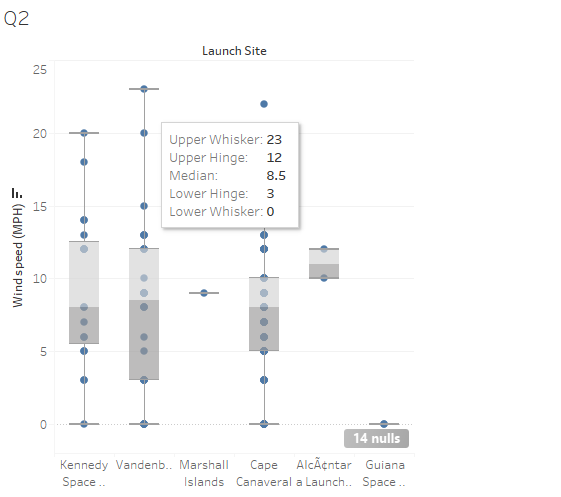 Q2
Launch Site
25
20
15
10
5
0
Wind speed (MPH)
Upper Whisker: 23
Upper Hinge: 12
Median: 8.5
Lower Hinge: 3
Lower Whisker: 0
14 nulls
Kennedy Space ..
Vandenb..
Marshall Islands
Cape Canaveral
AlcÃ¢ntar a Launch..
Guiana Space ..